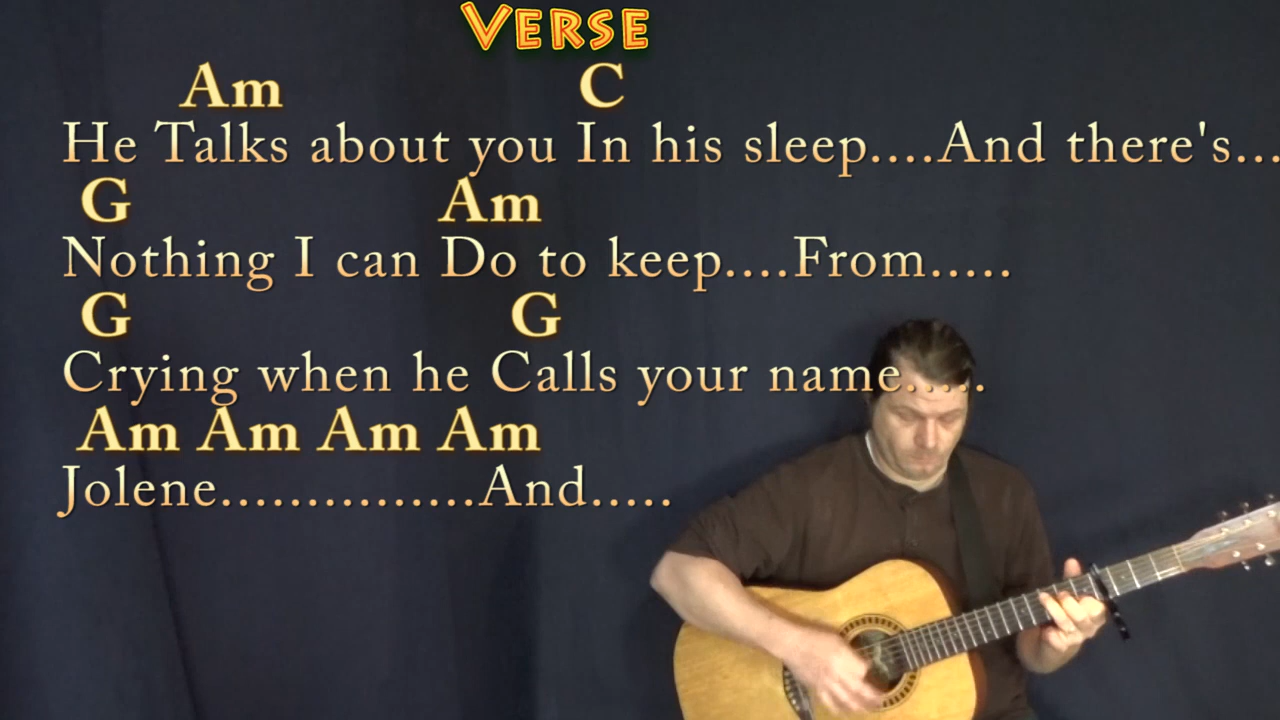 VERSE
Am C
He Talks about you In his sleep....And there's...
G Am
Nothing I can Do to keep....From.....
G G
Crying when he Calls your name.....
Am Am Am Am
Jolene...............And.....